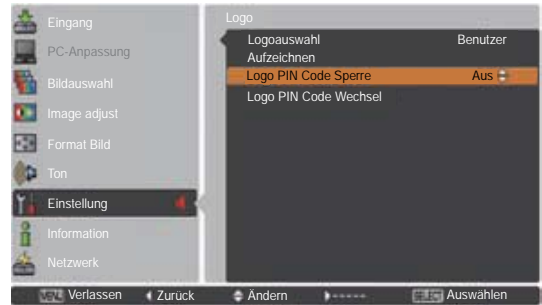 Eingang
PC-Anpassung
Bildauswahl
Image adjust
Format Bild
Ton
Einstellung
Information
Netzwerk
Logo
Logoauswahl Benutzer
Aufzeichnen
Logo PIN Code Sperre Aus
Logo PIN Code Wechsel
MENU Verlassen Zurück Ändern ----- Auswählen